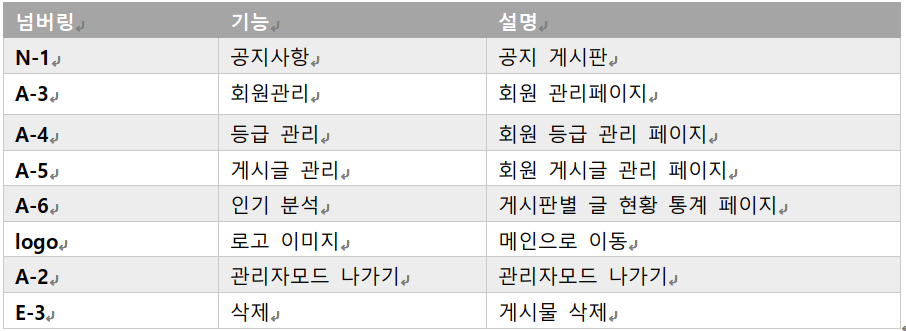 넘버링 기능 설명
N-1 공지사항 공지 게시판
A-3 회원관리 회원 관리페이지
A-4 등급 관리 회원 등급 관리 페이지
A-5 게시글 관리 회원 게시글 관리 페이지
A-6 인기 분석 게시판별 글 현황 통계 페이지
logo 로고 이미지 메인으로 이동
A-2 관리자모드 나가기 관리자모드 나가기
E-3 삭제 게시물 삭제